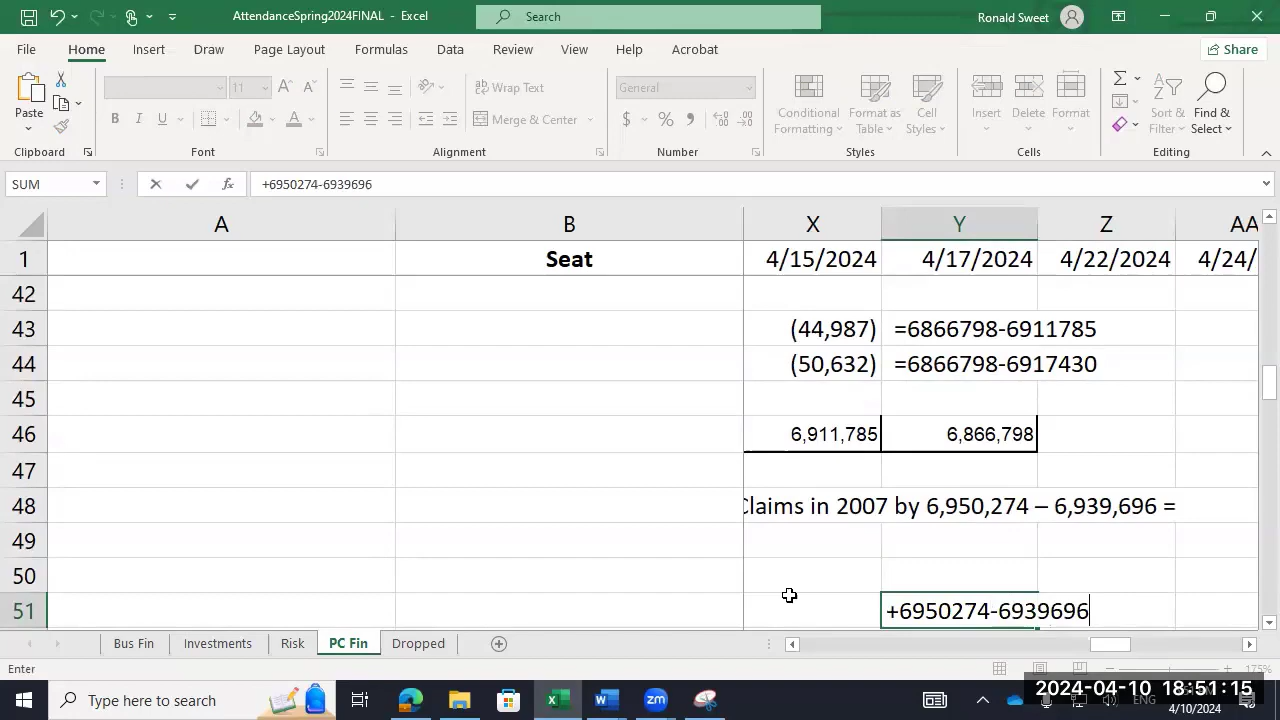 AttendanceSpring2024FINAL - Excel
Search
Ronald Sweet
File Home Insert Draw Page Layout Formulas Data Review View Help Acrobat
Share
Paste
11
Wrap Text
General
Merge & Center
Conditional Formatting
Format as Table
Cell Styles
Insert
Delete
Format
Sort & Filter
Find & Select
Clipboard Font Alignment Number Styles Cells Editing
SUM
+6950274-6939696
A B X Y Z AA
1 Seat 4/15/2024 4/17/2024 4/22/2024 4/24/
42
43 (44,987) =6866798-6911785
44 (50,632) =6866798-6917430
45
46 6,911,785 6,866,798
47
48 Claims in 2007 by 6,950,274 – 6,939,696 =
49
50
51 +6950274-6939696
Bus Fin Investments Risk PC Fin Dropped
Enter
175%
Type here to search
2024-04-10 18:51:15
ENG
4/10/2024